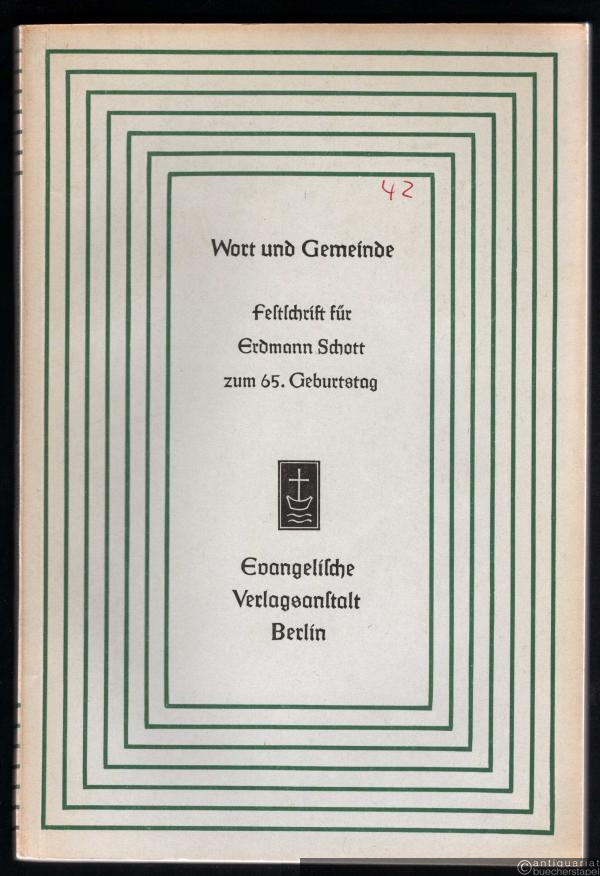 42
Wort und Gemeinde
Feſtſchrift für
Erdmann Schott
zum 65. Geburtstag
Evangeliſche
Verlagsanſtalt
Berlin
©antiquariat
buecherstapel